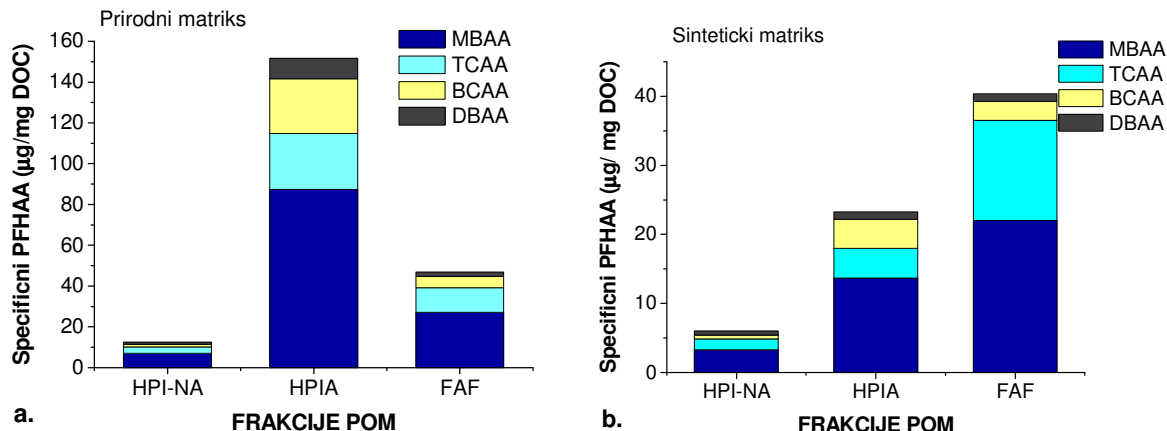 Prirodni matriks
160
140
120
100
80
60
40
20
0
Specificni PFHAA (µg/mg DOC)
MBAA
TCAA
BCAA
DBAA
HPI-NA HPIA FAF
a. FRAKCIJE POM
Sinteticki matriks
40
30
20
10
0
Specificni PFHAA (µg/ mg DOC)
MBAA
TCAA
BCAA
DBAA
HPI-NA HPIA FAF
b. FRAKCIJE POM